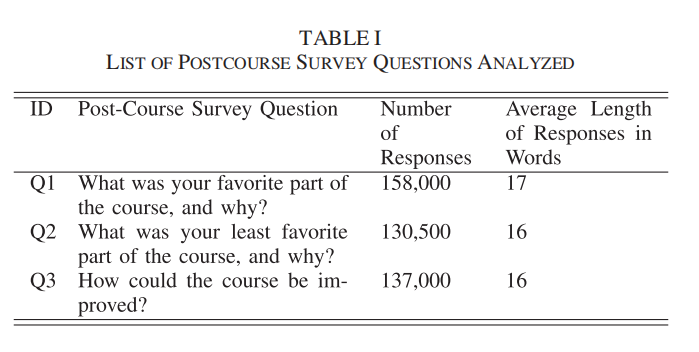 TABLE I
LIST OF POSTCOURSE SURVEY QUESTIONS ANALYZED
ID Post-Course Survey Question Number of Responses Average Length of Responses in Words
Q1 What was your favorite part of the course, and why? 158,000 17
Q2 What was your least favorite part of the course, and why? 130,500 16
Q3 How could the course be im-proved? 137,000 16